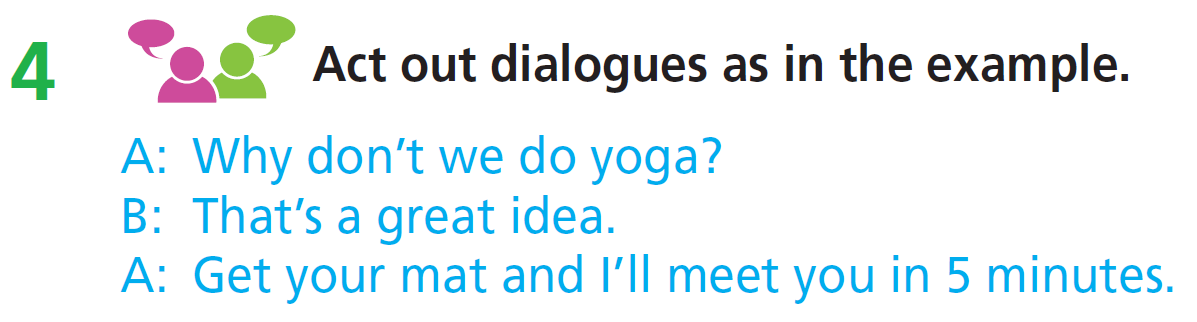 4 Act out dialogues as in the example.
A: Why don't we do yoga?
B: That's a great idea.
A: Get your mat and I'll meet you in 5 minutes.